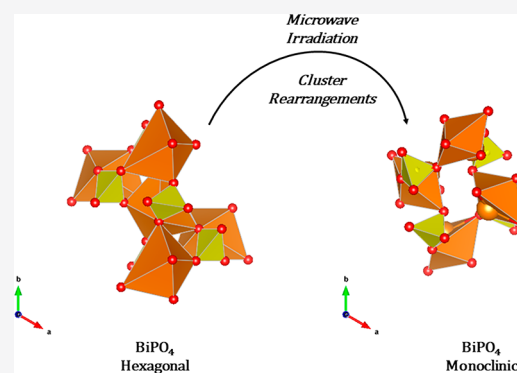 Microwave
Irradiation
Cluster
Rearrangements
b
a
b
a
BiPO₄
Hexagonal
BiPO₄
Monoclinic